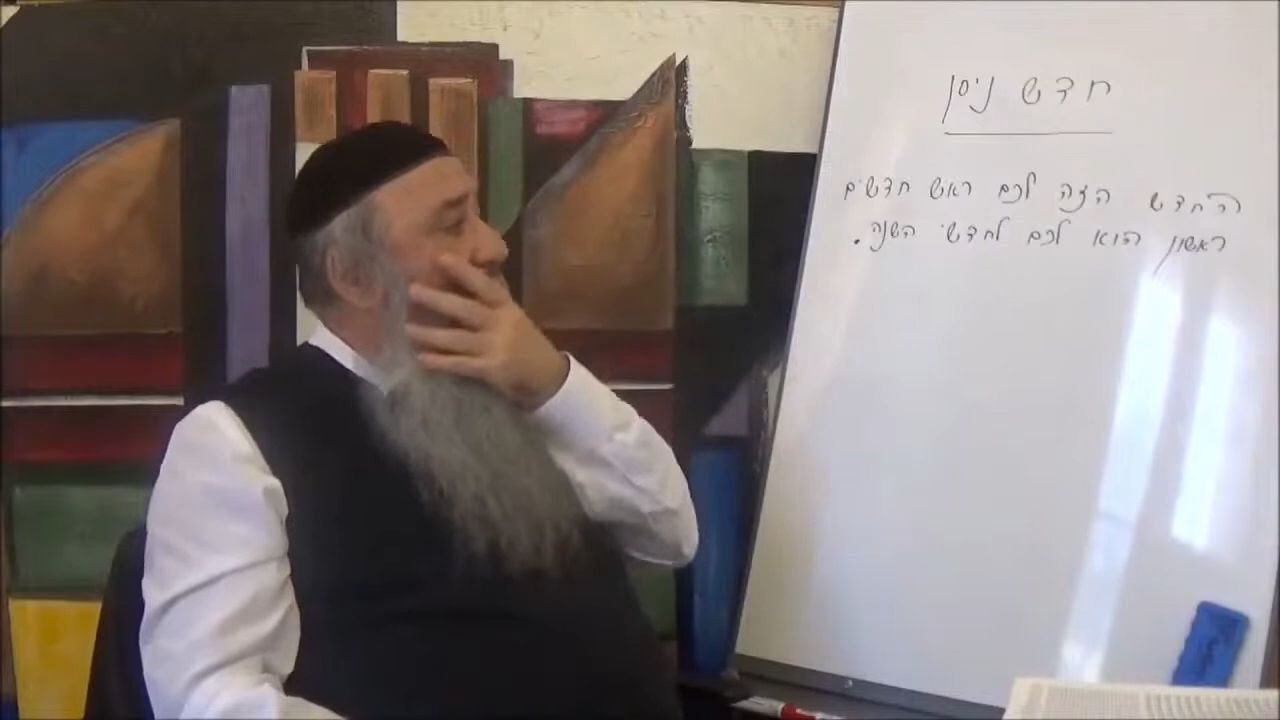 חדש ניסן
החדש הזה לכם ראש חדשים
ראשון הוא לכם לחדשי השנה.